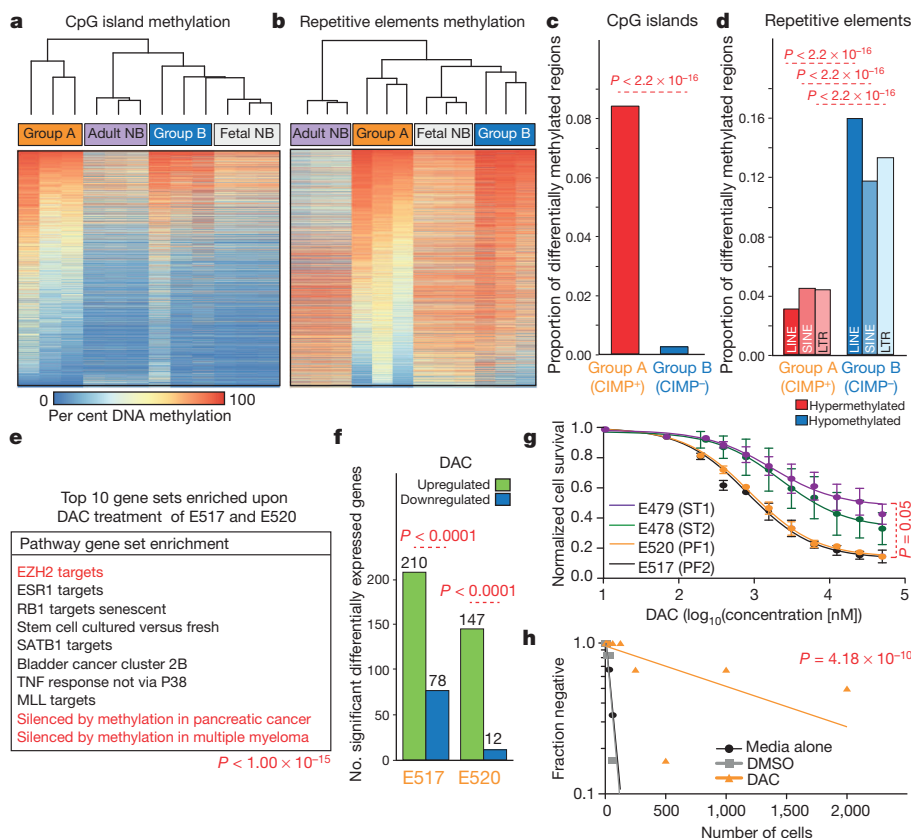 a
CpG island methylation
Group A
Adult NB
Group B
Fetal NB
0
100
Per cent DNA methylation
b
Repetitive elements methylation
Adult NB
Group A
Fetal NB
Group B
c
CpG islands
Proportion of differentially methylated regions
P < 2.2 × 10⁻¹⁶
0.10
0.08
0.06
0.04
0.02
0.00
Group A
(CIMP⁺)
Group B
(CIMP⁻)
d
Repetitive elements
Proportion of differentially methylated regions
P < 2.2 × 10⁻¹⁶
P < 2.2 × 10⁻¹⁶
P < 2.2 × 10⁻¹⁶
0.16
0.12
0.08
0.04
0.00
LINE
SINE
LTR
LINE
SINE
LTR
Group A
(CIMP⁺)
Group B
(CIMP⁻)
Hypermethylated
Hypomethylated
e
Top 10 gene sets enriched upon
DAC treatment of E517 and E520
Pathway gene set enrichment
EZH2 targets
ESR1 targets
RB1 targets senescent
Stem cell cultured versus fresh
SATB1 targets
Bladder cancer cluster 2B
TNF response not via P38
MLL targets
Silenced by methylation in pancreatic cancer
Silenced by methylation in multiple myeloma
P < 1.00 × 10⁻¹⁵
f
DAC
Upregulated
Downregulated
No. significant differentially expressed genes
P < 0.0001
P < 0.0001
200
150
100
50
0
210
78
147
12
E517
E520
g
Normalized cell survival
1.0
0.8
0.6
0.4
0.2
0
E479 (ST1)
E478 (ST2)
E520 (PF1)
E517 (PF2)
P = 0.05
1
2
3
4
5
DAC (log₁₀(concentration [nM])
h
Fraction negative
1.0
0.1
P = 4.18 × 10⁻¹⁰
Media alone
DMSO
DAC
0
500
1,000
1,500
2,000
Number of cells